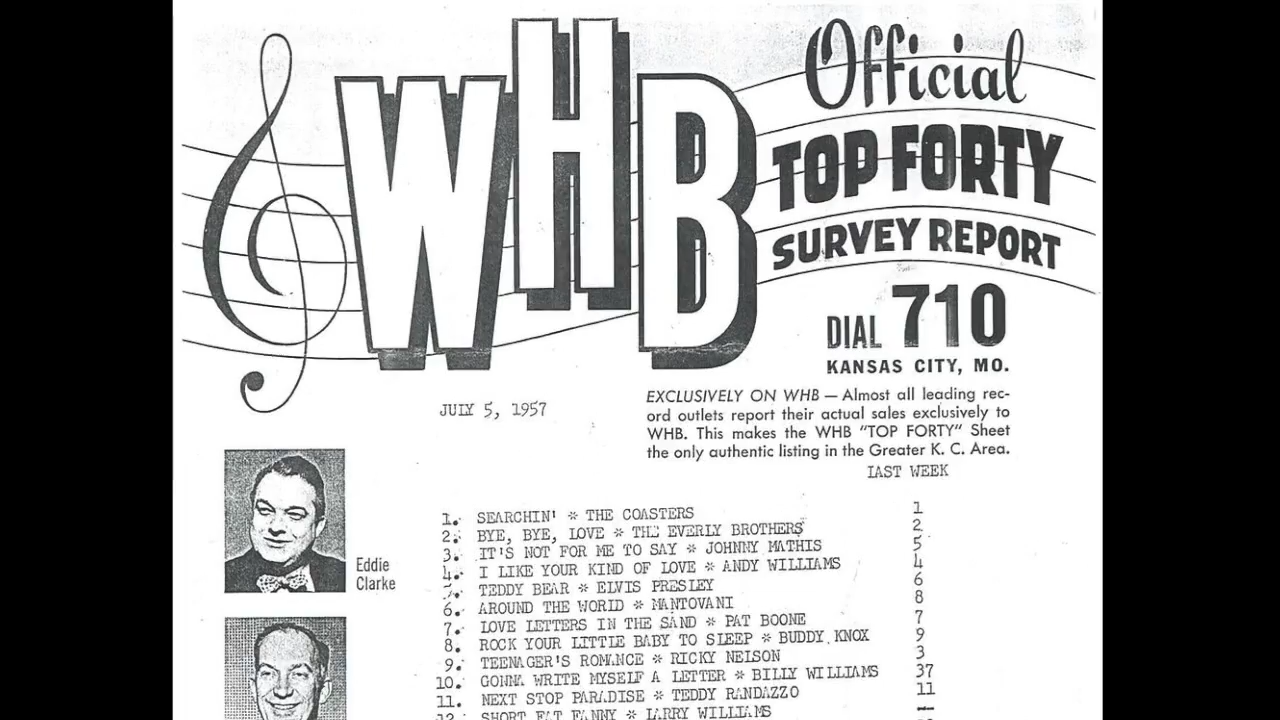 WHB
Official
TOP FORTY
SURVEY REPORT
DIAL 710
KANSAS CITY, MO.
EXCLUSIVELY ON WHB — Almost all leading rec-
ord outlets report their actual sales exclusively to
WHB. This makes the WHB "TOP FORTY" Sheet
the only authentic listing in the Greater K. C. Area.
JULY 5, 1957
LAST WEEK
Eddie
Clarke
1. SEARCHIN' * THE COASTERS 1
2. BYE, BYE, LOVE * THE EVERLY BROTHERS 2
3. IT'S NOT FOR ME TO SAY * JOHNNY MATHIS 5
4. I LIKE YOUR KIND OF LOVE * ANDY WILLIAMS 4
5. TEDDY BEAR * ELVIS PRESLEY 6
6. AROUND THE WORLD * MANTOVANI 8
7. LOVE LETTERS IN THE SAND * PAT BOONE 7
8. ROCK YOUR LITTLE BABY TO SLEEP * BUDDY KNOX 9
9. TEENAGER'S ROMANCE * RICKY NELSON 3
10. GONNA WRITE MYSELF A LETTER * BILLY WILLIAMS 37
11. NEXT STOP PARADISE * TEDDY RANDAZZO 11
12. SHORT FAT FANNY * LARRY WILLIAMS —